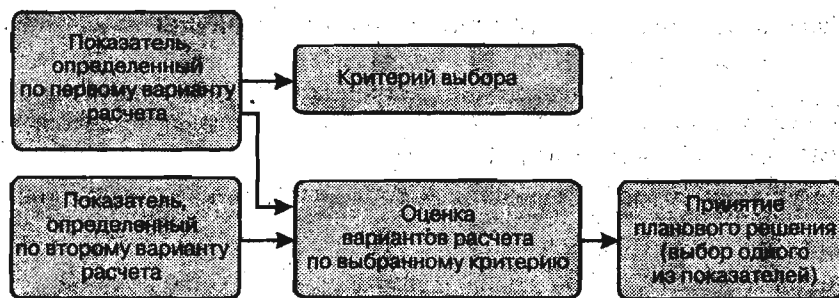 Показатель,
определенный
по первому варианту
расчета
Критерий выбора
Показатель,
определенный
по второму варианту
расчета
Оценка
вариантов расчета
по выбранному критерию
Принятие
планового решения
(выбор одного
из показателей)